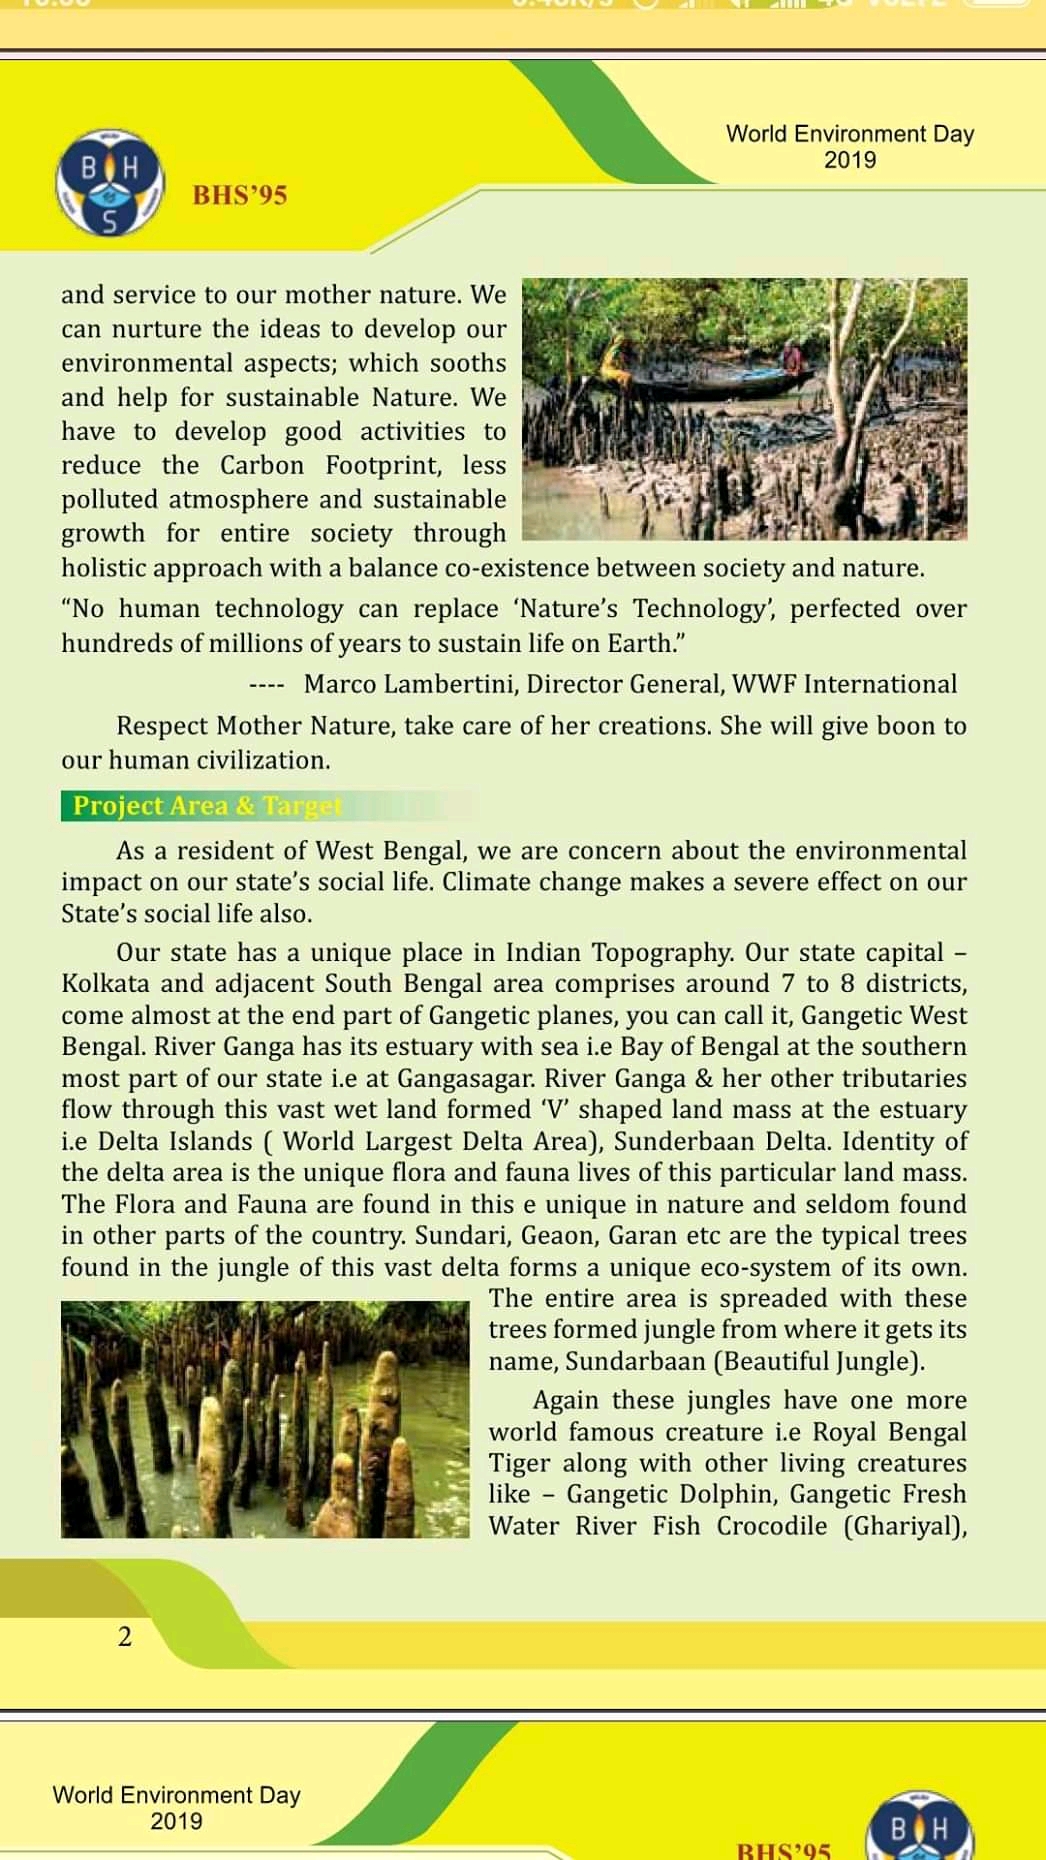 World Environment Day
2019
B H
S
BHS’95
and service to our mother nature. We
can nurture the ideas to develop our
environmental aspects; which sooths
and help for sustainable Nature. We
have to develop good activities to
reduce the Carbon Footprint, less
polluted atmosphere and sustainable
growth for entire society through
holistic approach with a balance co-existence between society and nature.
“No human technology can replace ‘Nature’s Technology’, perfected over
hundreds of millions of years to sustain life on Earth.”
---- Marco Lambertini, Director General, WWF International
Respect Mother Nature, take care of her creations. She will give boon to
our human civilization.
Project Area & Target
As a resident of West Bengal, we are concern about the environmental
impact on our state’s social life. Climate change makes a severe effect on our
State’s social life also.
Our state has a unique place in Indian Topography. Our state capital –
Kolkata and adjacent South Bengal area comprises around 7 to 8 districts,
come almost at the end part of Gangetic planes, you can call it, Gangetic West
Bengal. River Ganga has its estuary with sea i.e Bay of Bengal at the southern
most part of our state i.e at Gangasagar. River Ganga & her other tributaries
flow through this vast wet land formed ‘V’ shaped land mass at the estuary
i.e Delta Islands ( World Largest Delta Area), Sunderbaan Delta. Identity of
the delta area is the unique flora and fauna lives of this particular land mass.
The Flora and Fauna are found in this e unique in nature and seldom found
in other parts of the country. Sundari, Geaon, Garan etc are the typical trees
found in the jungle of this vast delta forms a unique eco-system of its own.
The entire area is spreaded with these
trees formed jungle from where it gets its
name, Sundarbaan (Beautiful Jungle).
Again these jungles have one more
world famous creature i.e Royal Bengal
Tiger along with other living creatures
like – Gangetic Dolphin, Gangetic Fresh
Water River Fish Crocodile (Ghariyal),
2
World Environment Day
2019
B H
BHS’95